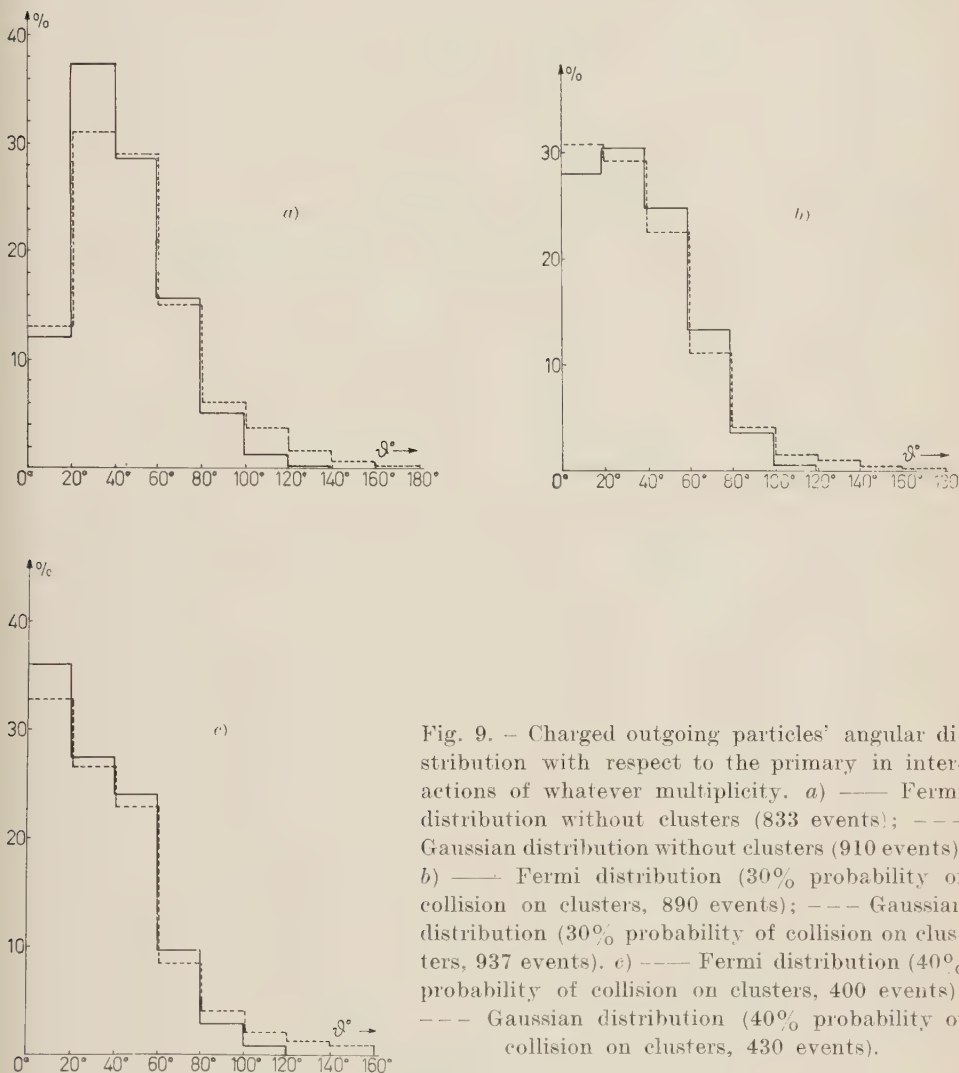 %
40
30
20
10
a)
ϑ° →
0° 20° 40° 60° 80° 100° 120° 140° 160° 180°
%
30
20
10
b)
ϑ° →
0° 20° 40° 60° 80° 100° 120° 140° 160° 180°
%
40
30
20
10
c)
ϑ° →
0° 20° 40° 60° 80° 100° 120° 140° 160°
Fig. 9. – Charged outgoing particles' angular di-
stribution with respect to the primary in inter-
actions of whatever multiplicity. a) —— Fermi
distribution without clusters (833 events); – – –
Gaussian distribution without clusters (910 events)
b) —— Fermi distribution (30% probability of
collision on clusters, 890 events); – – – Gaussian
distribution (30% probability of collision on clus-
ters, 937 events). c) —— Fermi distribution (40%
probability of collision on clusters, 400 events)
– – – Gaussian distribution (40% probability of
collision on clusters, 430 events).